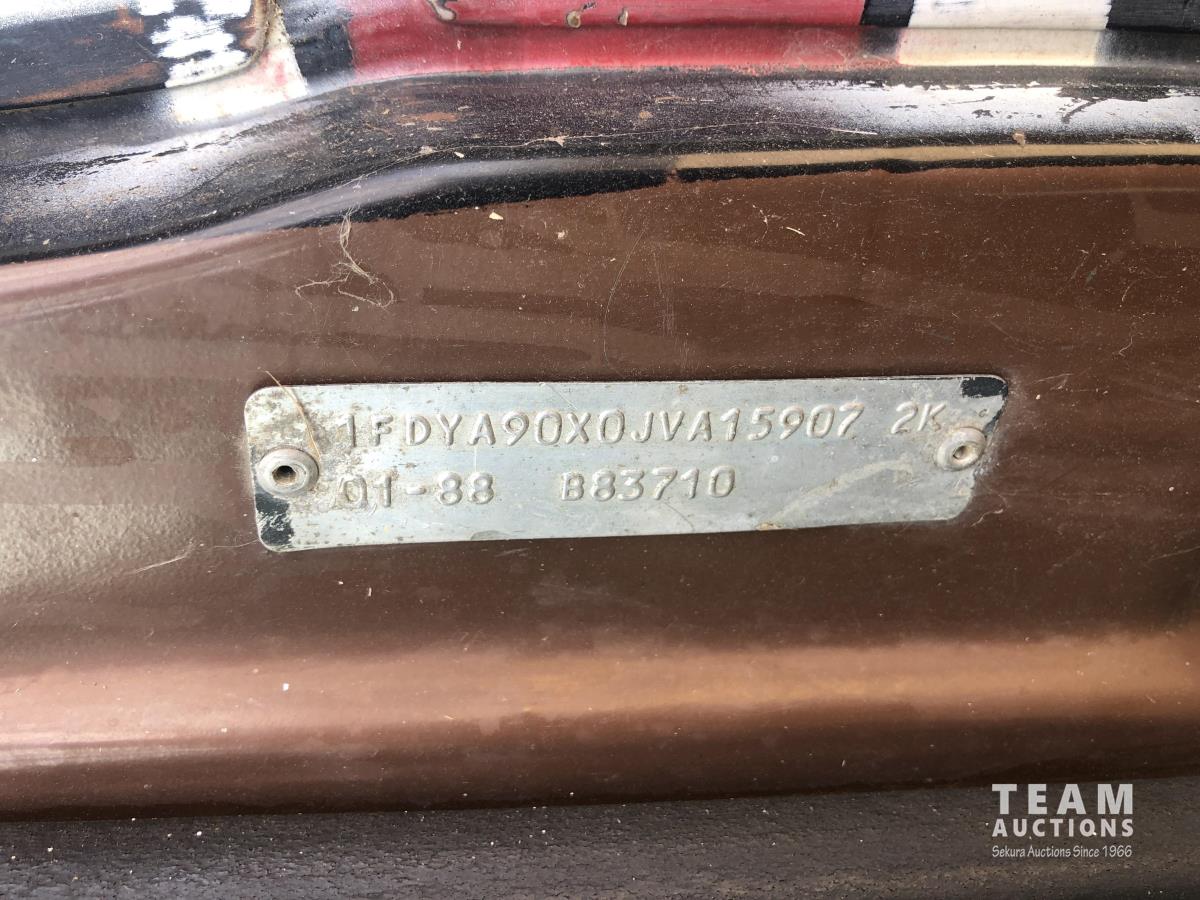 1FDYA90X0JVA15907 2K
01-88 B83710
TEAM
AUCTIONS
Sekura Auctions Since 1966